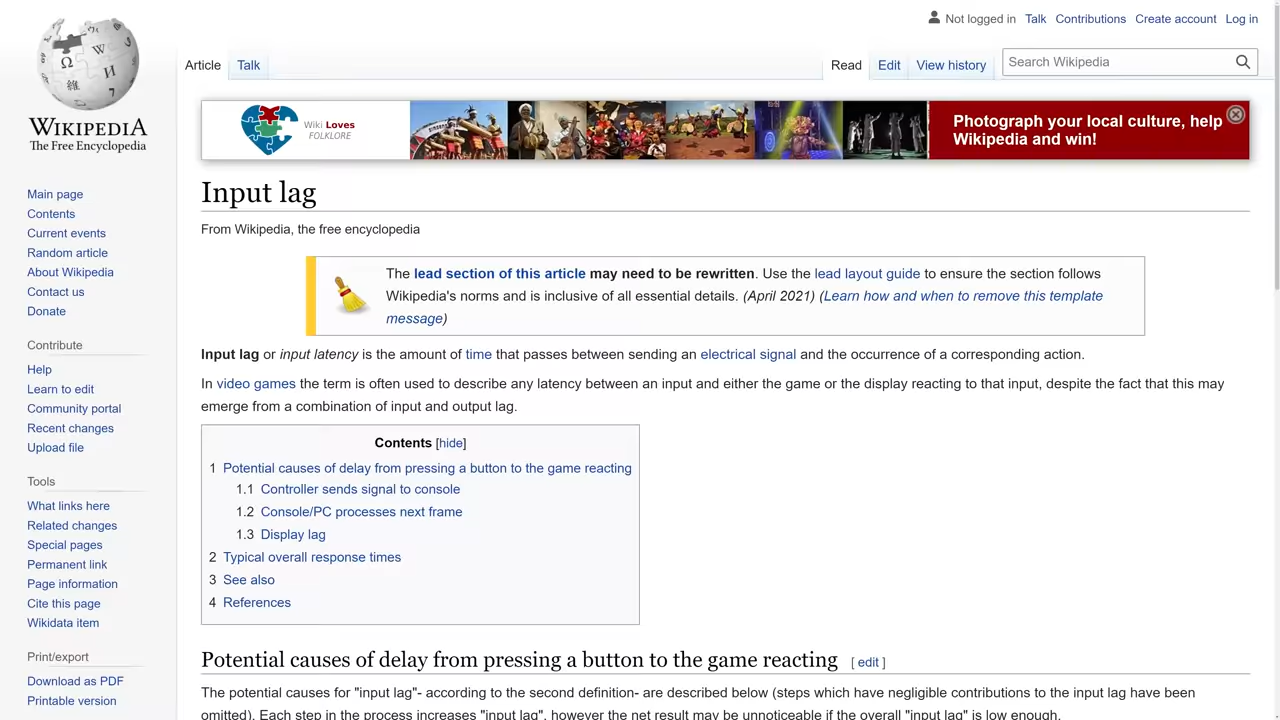 Not logged in Talk Contributions Create account Log in
Article Talk Read Edit View history Search Wikipedia
WIKIPEDIA
The Free Encyclopedia
Main page
Contents
Current events
Random article
About Wikipedia
Contact us
Donate
Contribute
Help
Learn to edit
Community portal
Recent changes
Upload file
Tools
What links here
Related changes
Special pages
Permanent link
Page information
Cite this page
Wikidata item
Print/export
Download as PDF
Printable version
Wiki Loves
FOLKLORE
Photograph your local culture, help
Wikipedia and win!
Input lag
From Wikipedia, the free encyclopedia
The lead section of this article may need to be rewritten. Use the lead layout guide to ensure the section follows
Wikipedia's norms and is inclusive of all essential details. (April 2021) (Learn how and when to remove this template
message)
Input lag or input latency is the amount of time that passes between sending an electrical signal and the occurrence of a corresponding action.
In video games the term is often used to describe any latency between an input and either the game or the display reacting to that input, despite the fact that this may
emerge from a combination of input and output lag.
Contents [hide]
1 Potential causes of delay from pressing a button to the game reacting
1.1 Controller sends signal to console
1.2 Console/PC processes next frame
1.3 Display lag
2 Typical overall response times
3 See also
4 References
Potential causes of delay from pressing a button to the game reacting [ edit ]
The potential causes for "input lag"- according to the second definition- are described below (steps which have negligible contributions to the input lag have been
omitted). Each step in the process increases "input lag", however the net result may be unnoticeable if the overall "input lag" is low enough.